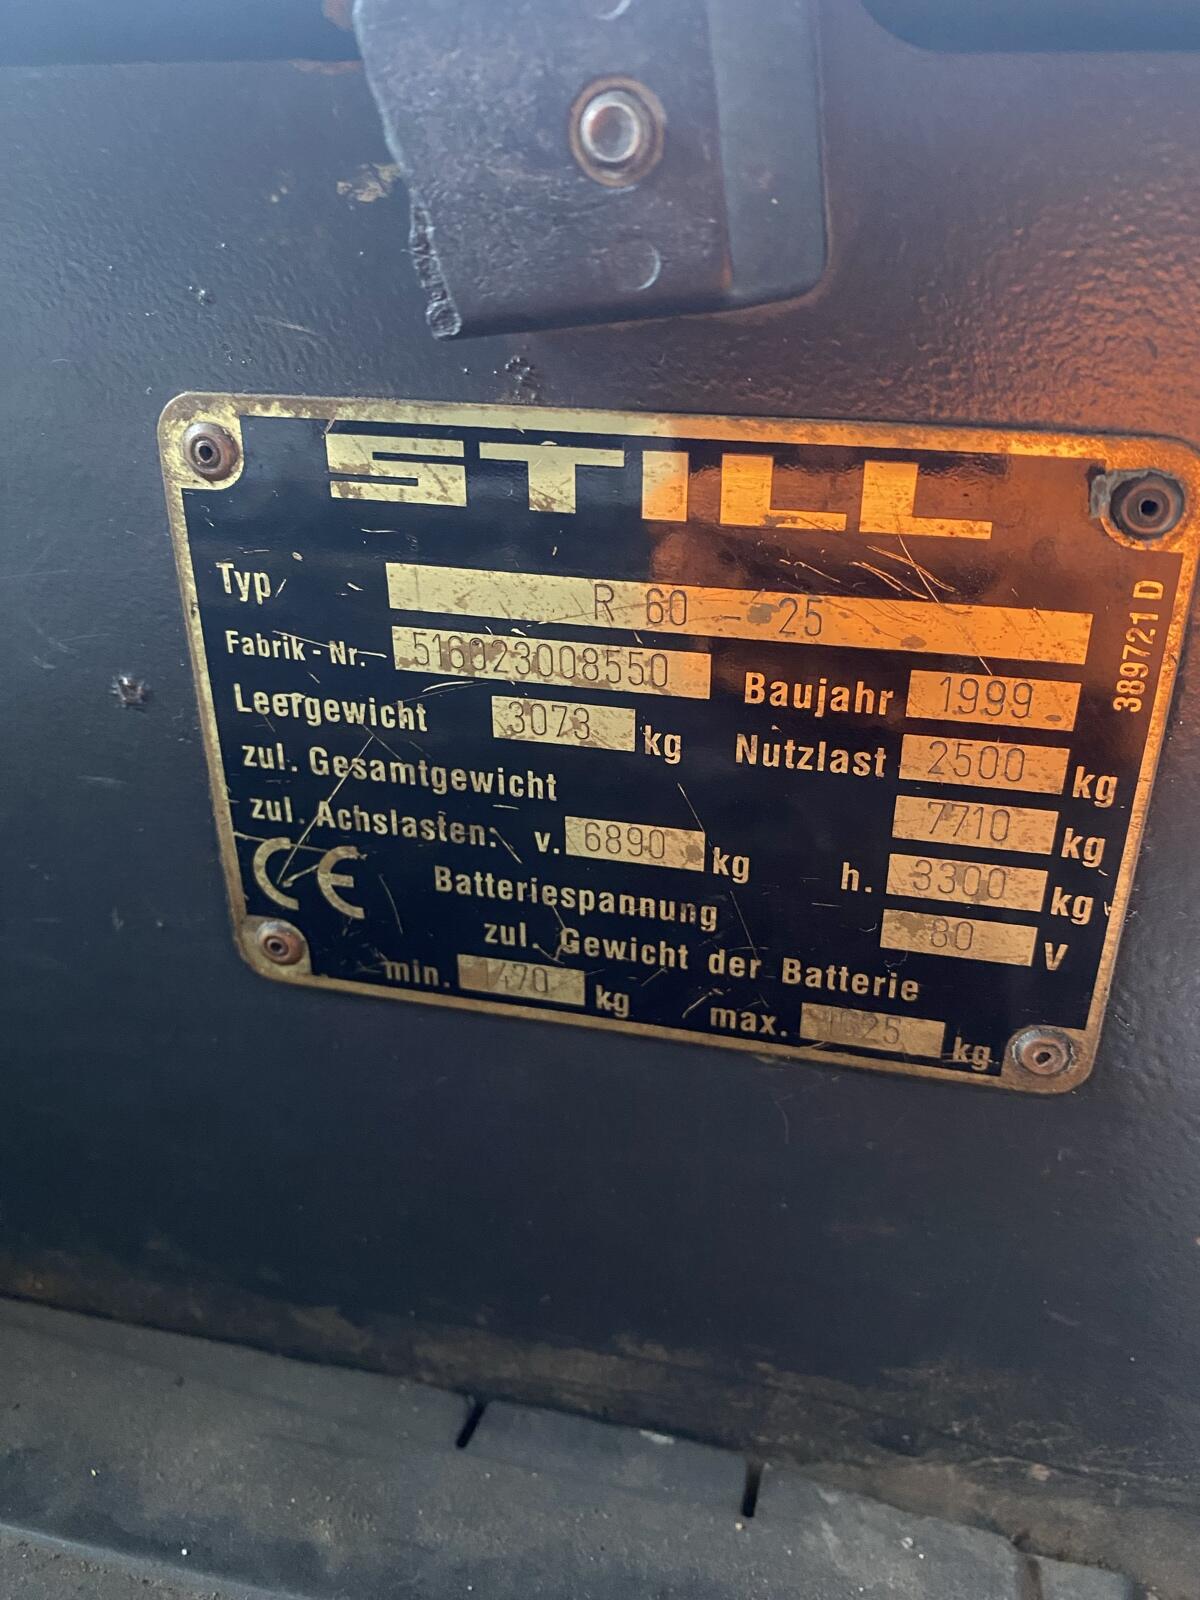 STILL
Typ R 60 - 25
Fabrik-Nr. 516023008550 Baujahr 1999
Leergewicht 3073 kg Nutzlast 2500 kg
zul. Gesamtgewicht 7710 kg
zul. Achslasten: v. 6890 kg h. 3300 kg
CE Batteriespannung 80 V
zul. Gewicht der Batterie
min. 1470 kg max. kg
389721 D